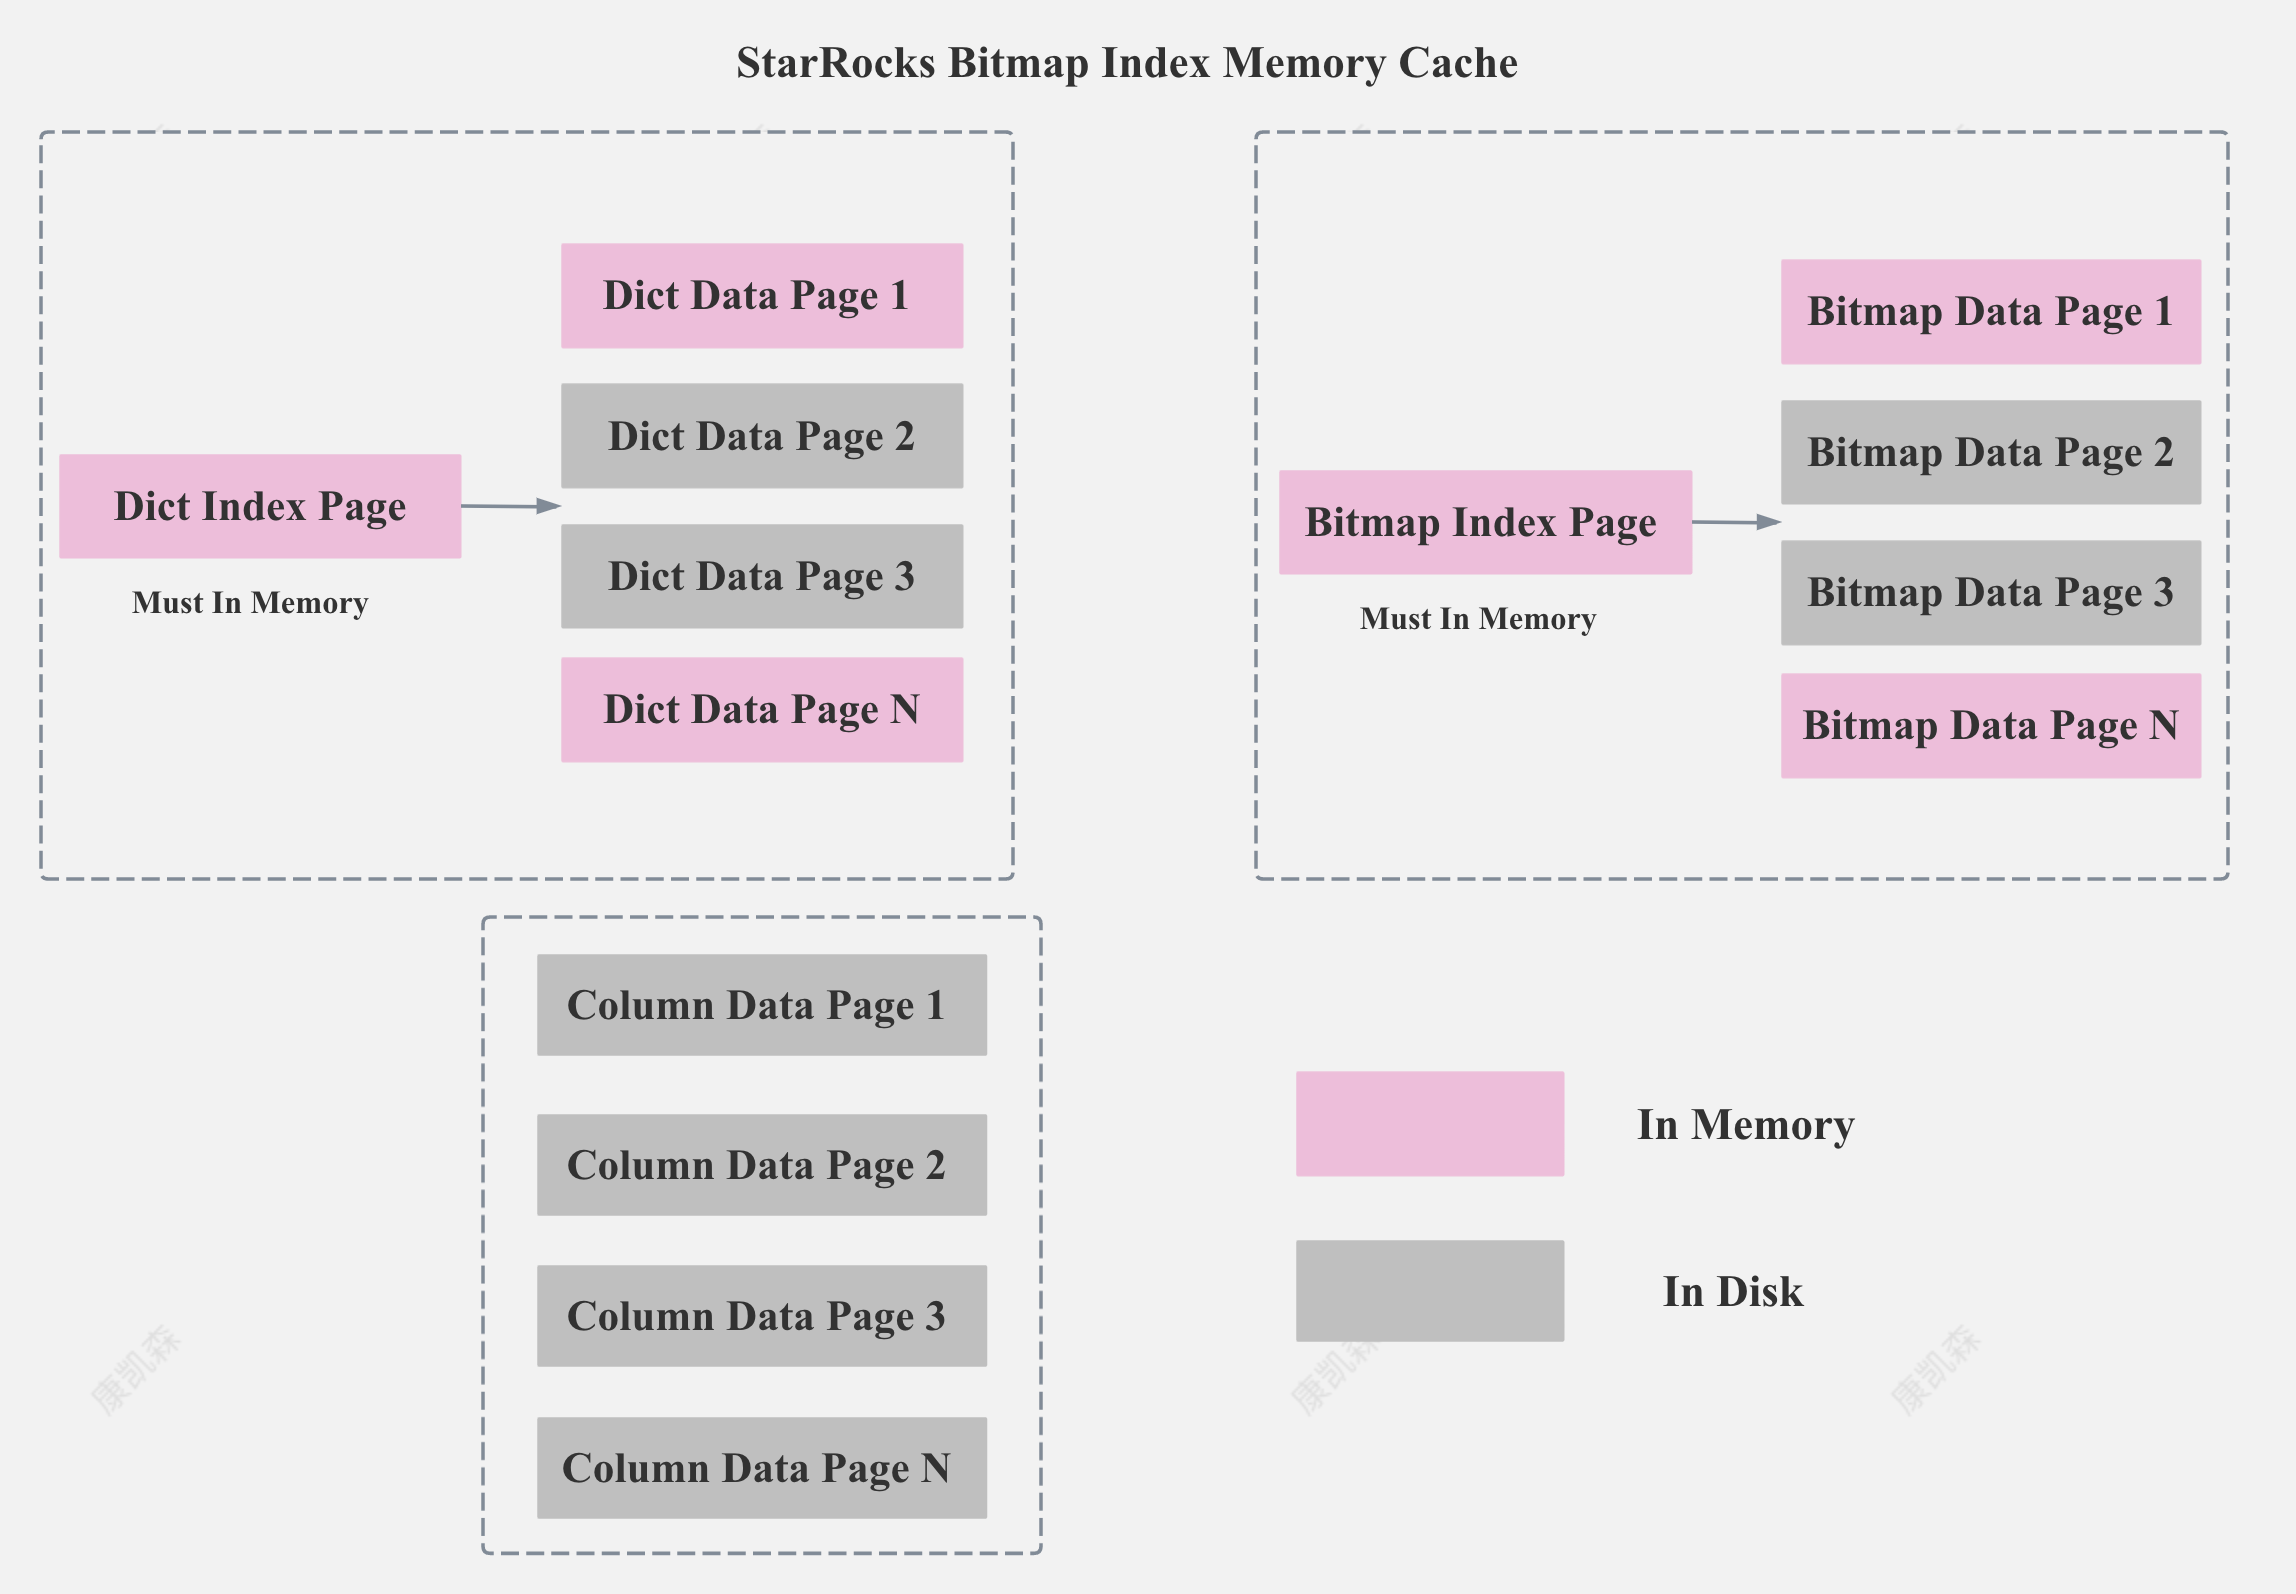 StarRocks Bitmap Index Memory Cache
Dict Index Page
Must In Memory
Dict Data Page 1
Dict Data Page 2
Dict Data Page 3
Dict Data Page N
Bitmap Index Page
Must In Memory
Bitmap Data Page 1
Bitmap Data Page 2
Bitmap Data Page 3
Bitmap Data Page N
Column Data Page 1
Column Data Page 2
Column Data Page 3
Column Data Page N
In Memory
In Disk
康凯森
康凯森
康凯森